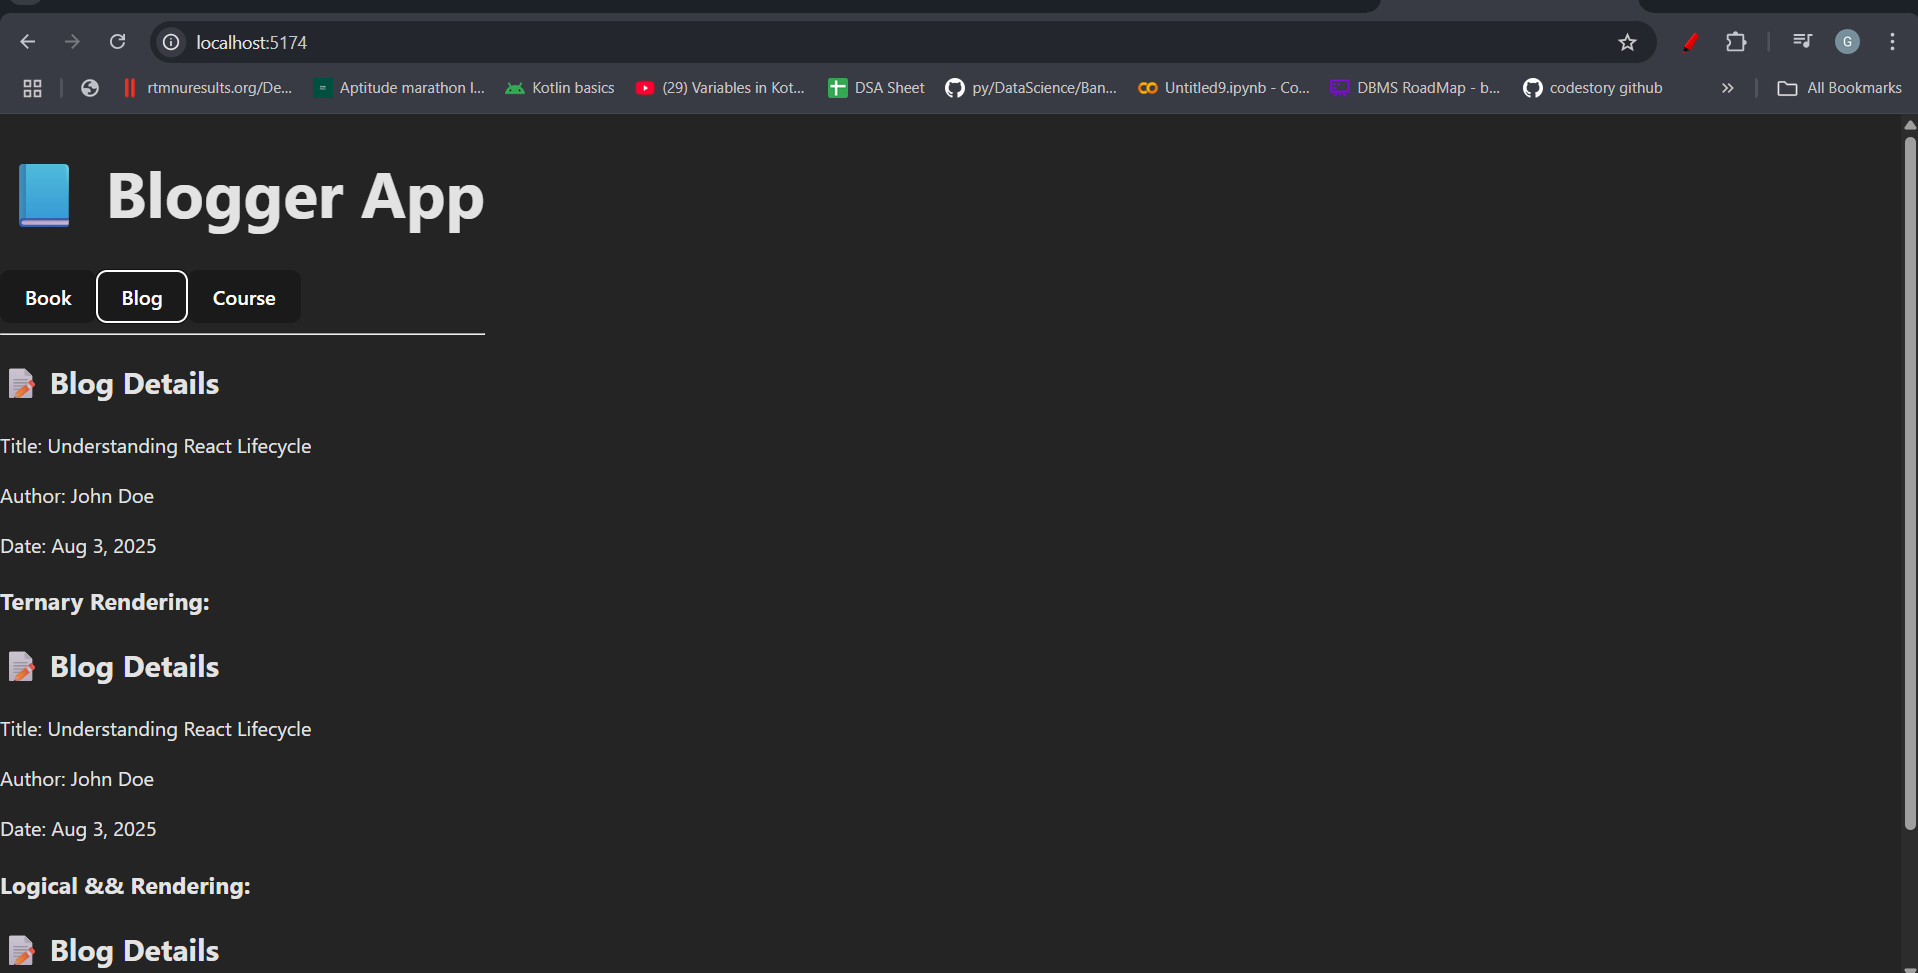 localhost:5174
rtmnuresults.org/De... Aptitude marathon I... Kotlin basics (29) Variables in Kot... DSA Sheet py/DataScience/Ban... Untitled9.ipynb - Co... DBMS RoadMap - b... codestory github » All Bookmarks
G
Blogger App
Book Blog Course
Blog Details
Title: Understanding React Lifecycle
Author: John Doe
Date: Aug 3, 2025
Ternary Rendering:
Blog Details
Title: Understanding React Lifecycle
Author: John Doe
Date: Aug 3, 2025
Logical && Rendering:
Blog Details